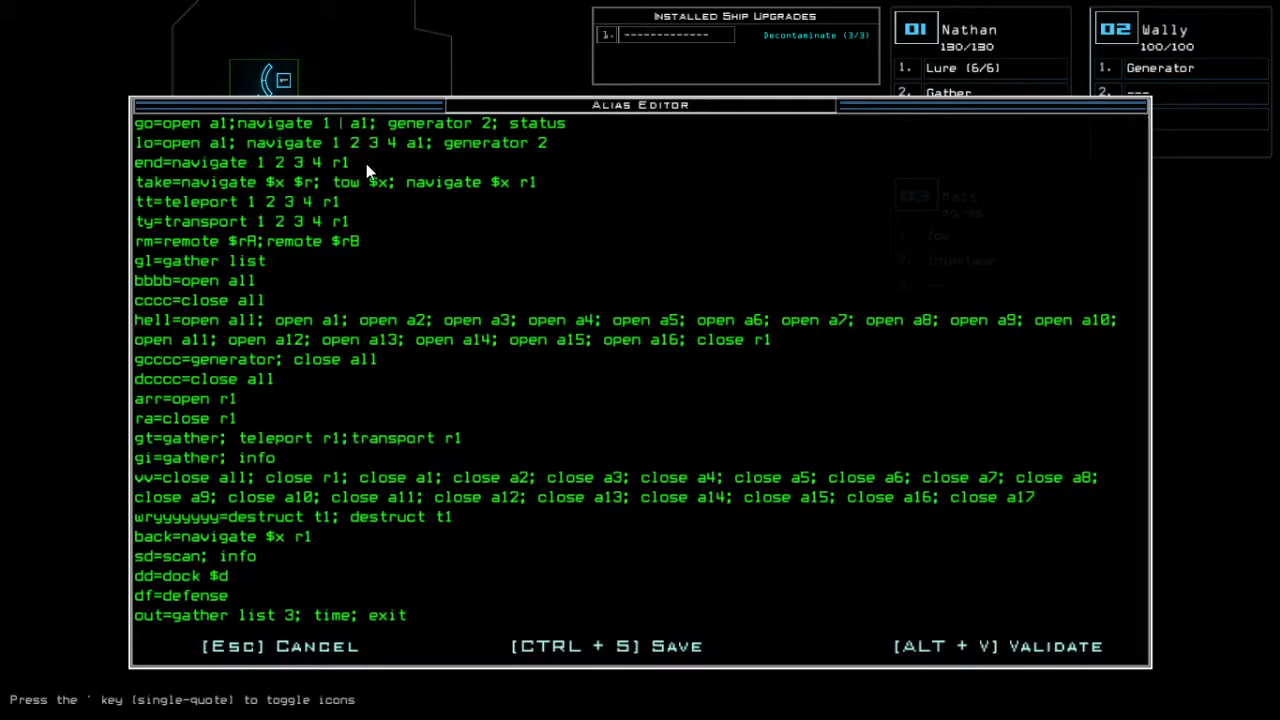 Installed Ship Upgrades
1. ------------- Decontaminate (3/3)
01 Nathan
130/130
1. Lure (6/6)
2. Gather
02 Wally
100/100
1. Generator
2. ---
Alias Editor
go=open a1;navigate 1 | a1; generator 2; status
lo=open a1; navigate 1 2 3 4 a1; generator 2
end=navigate 1 2 3 4 r1
take=navigate $x $r; tow $x; navigate $x r1
tt=teleport 1 2 3 4 r1
ty=transport 1 2 3 4 r1
rm=remote $rA;remote $rB
gl=gather list
bbbb=open all
cccc=close all
hell=open all; open a1; open a2; open a3; open a4; open a5; open a6; open a7; open a8; open a9; open a10;
open a11; open a12; open a13; open a14; open a15; open a16; close r1
gcccc=generator; close all
dcccc=close all
arr=open r1
ra=close r1
gt=gather; teleport r1;transport r1
gi=gather; info
vv=close all; close r1; close a1; close a2; close a3; close a4; close a5; close a6; close a7; close a8;
close a9; close a10; close a11; close a12; close a13; close a14; close a15; close a16; close a17
wryyyyyyy=destruct t1; destruct t1
back=navigate $x r1
sd=scan; info
dd=dock $d
df=defense
out=gather list 3; time; exit
[Esc] Cancel [CTRL + S] Save [ALT + V] Validate
Press the ' key (single-quote) to toggle icons